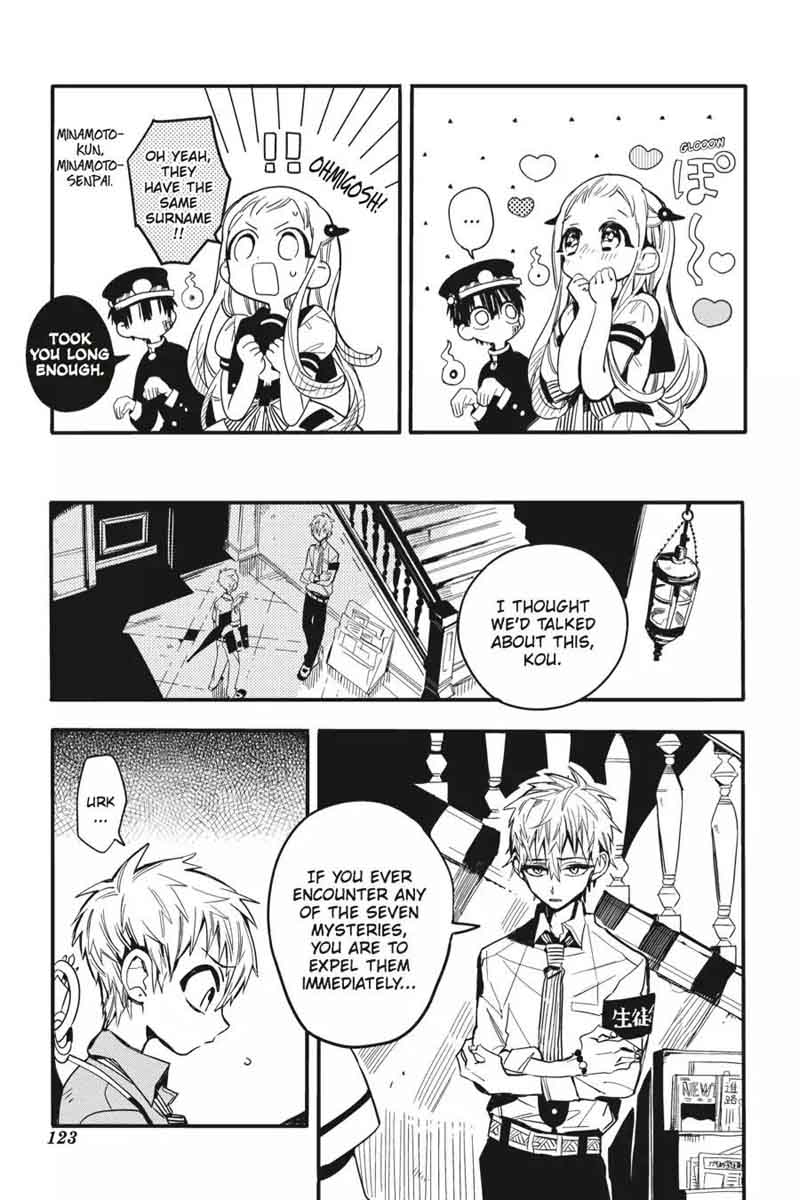 GLOOOW
ぽ〜
...
OHMIGOSH!
!!
OH YEAH,
THEY
HAVE THE
SAME
SURNAME
!!
MINAMOTO-
KUN,
MINAMOTO-
SENPAI.
TOOK
YOU LONG
ENOUGH.
I THOUGHT
WE'D TALKED
ABOUT THIS,
KOU.
IF YOU EVER
ENCOUNTER ANY
OF THE SEVEN
MYSTERIES,
YOU ARE TO
EXPEL THEM
IMMEDIATELY...
生徒
NEW
進路
URK
...
123